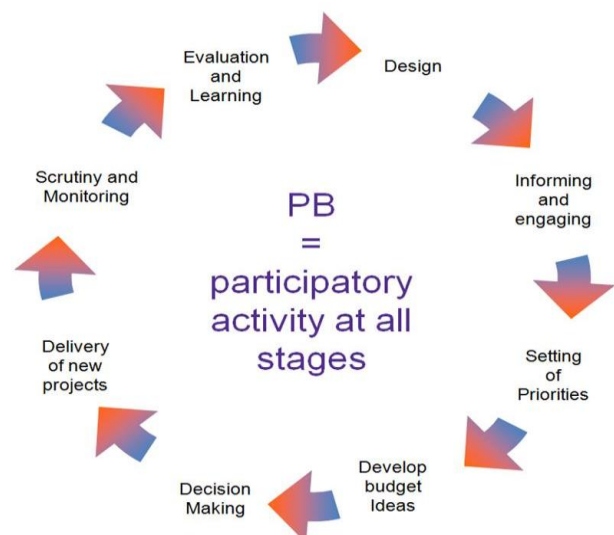 Evaluation
and
Learning
Design
Scrutiny and
Monitoring
Informing
and
engaging
PB
=
participatory
activity at all
stages
Delivery
of new
projects
Setting
of
Priorities
Decision
Making
Develop
budget
Ideas